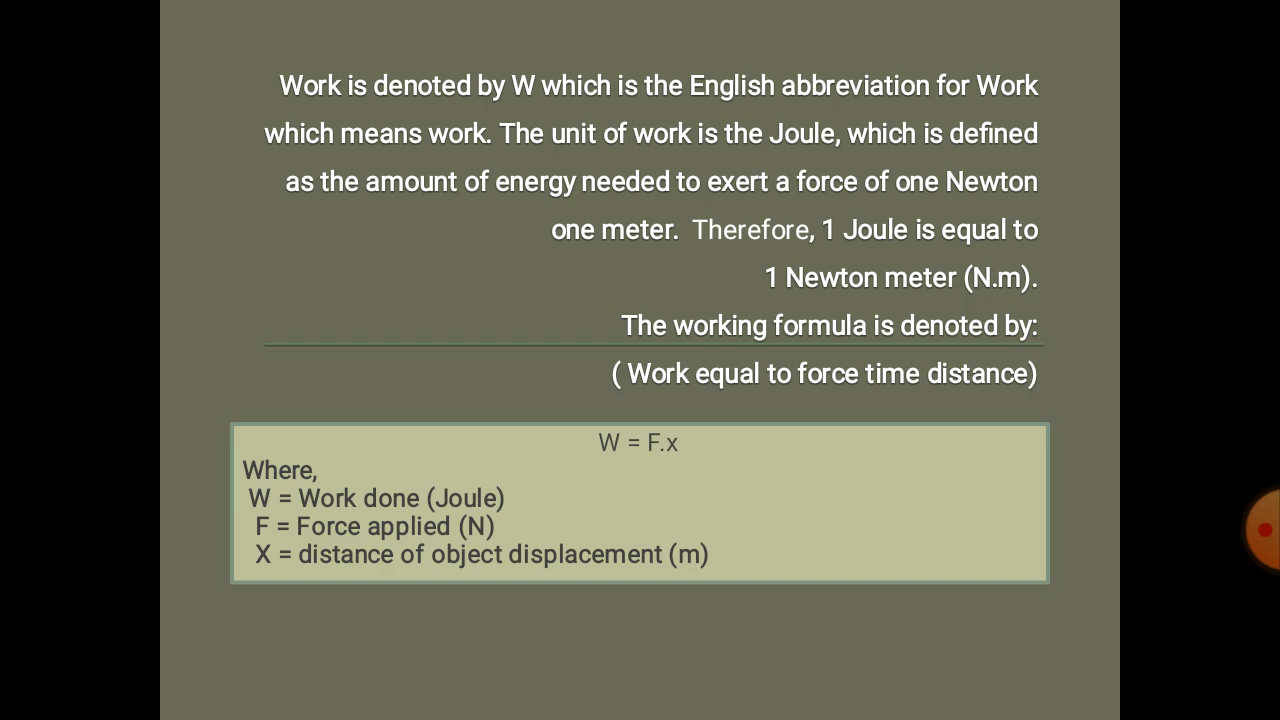 Work is denoted by W which is the English abbreviation for Work
which means work. The unit of work is the Joule, which is defined
as the amount of energy needed to exert a force of one Newton
one meter. Therefore, 1 Joule is equal to
1 Newton meter (N.m).
The working formula is denoted by:
( Work equal to force time distance)
W = F.x
Where,
W = Work done (Joule)
F = Force applied (N)
X = distance of object displacement (m)